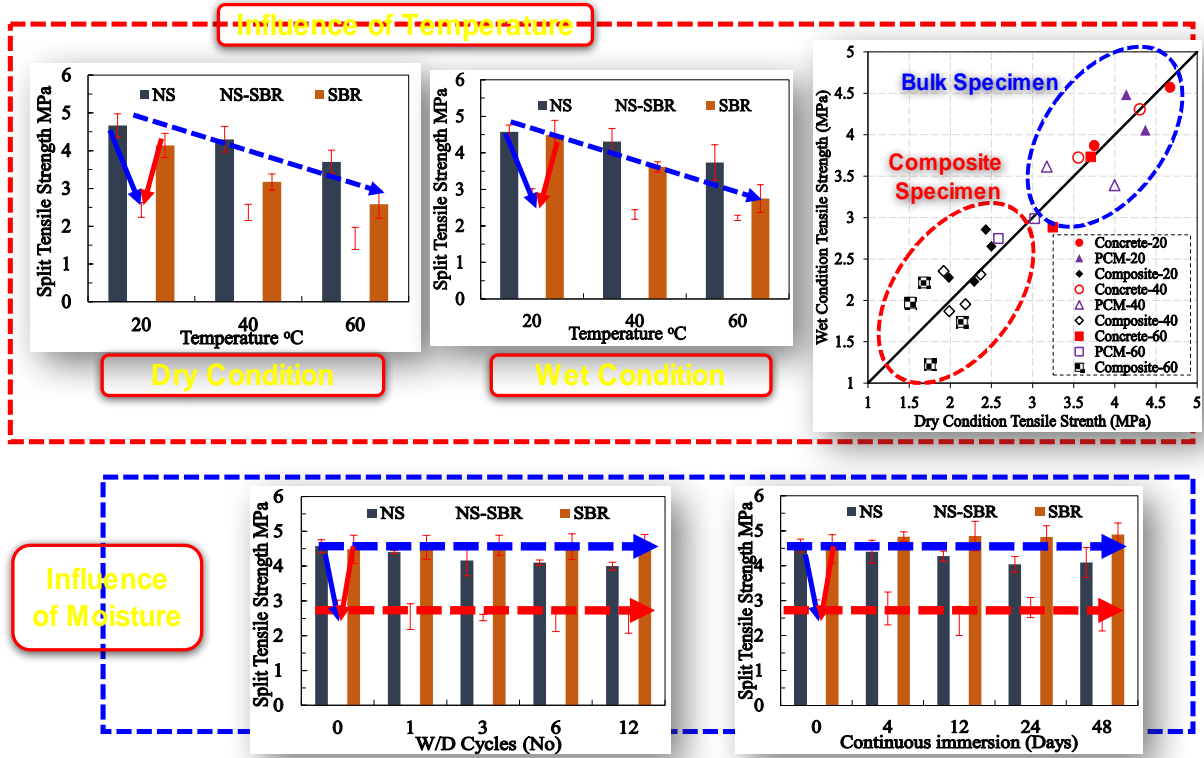 Influence of Temperature
6
5
4
3
2
1
0
Split Tensile Strength MPa
NS
NS-SBR
SBR
20
40
60
Temperature ºC
Dry Condition
6
5
4
3
2
1
0
Split Tensile Strength MPa
NS
NS-SBR
SBR
20
40
60
Temperature ºC
Wet Condition
5
4.5
4
3.5
3
2.5
2
1.5
1
Wet Condition Tensile Strength (MPa)
Bulk Specimen
Composite
Specimen
Concrete-20
PCM-20
Composite-20
Concrete-40
PCM-40
Composite-40
Concrete-60
PCM-60
Composite-60
1
1.5
2
2.5
3
3.5
4
4.5
5
Dry Condition Tensile Strenth (MPa)
Influence
of Moisture
6
5
4
3
2
1
0
Split Tensile Strength MPa
NS
NS-SBR
SBR
0
1
3
6
12
W/D Cycles (No)
6
5
4
3
2
1
0
Split Tensile Strength MPa
NS
NS-SBR
SBR
0
4
12
24
48
Continuous immersion (Days)